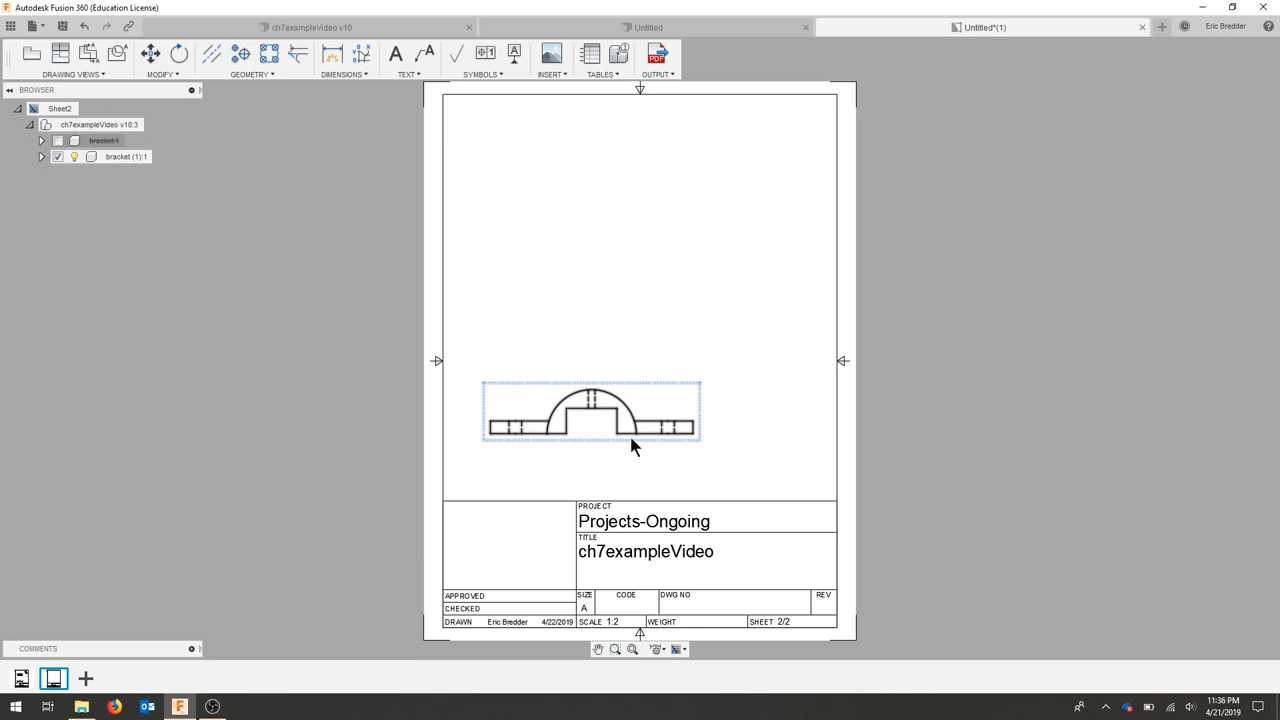 Autodesk Fusion 360 (Education License)
ch7exampleVideo v10
Untitled
Untitled*(1)
Eric Bredder
DRAWING VIEWS
MODIFY
GEOMETRY
DIMENSIONS
TEXT
SYMBOLS
INSERT
TABLES
OUTPUT
BROWSER
Sheet2
ch7exampleVideo v10:3
bracket:1
bracket (1):1
PROJECT
Projects-Ongoing
TITLE
ch7exampleVideo
APPROVED
CHECKED
DRAWN Eric Bredder 4/22/2019
SIZE CODE DWG NO REV
A
SCALE 1:2 WEIGHT SHEET 2/2
COMMENTS
11:36 PM
4/21/2019